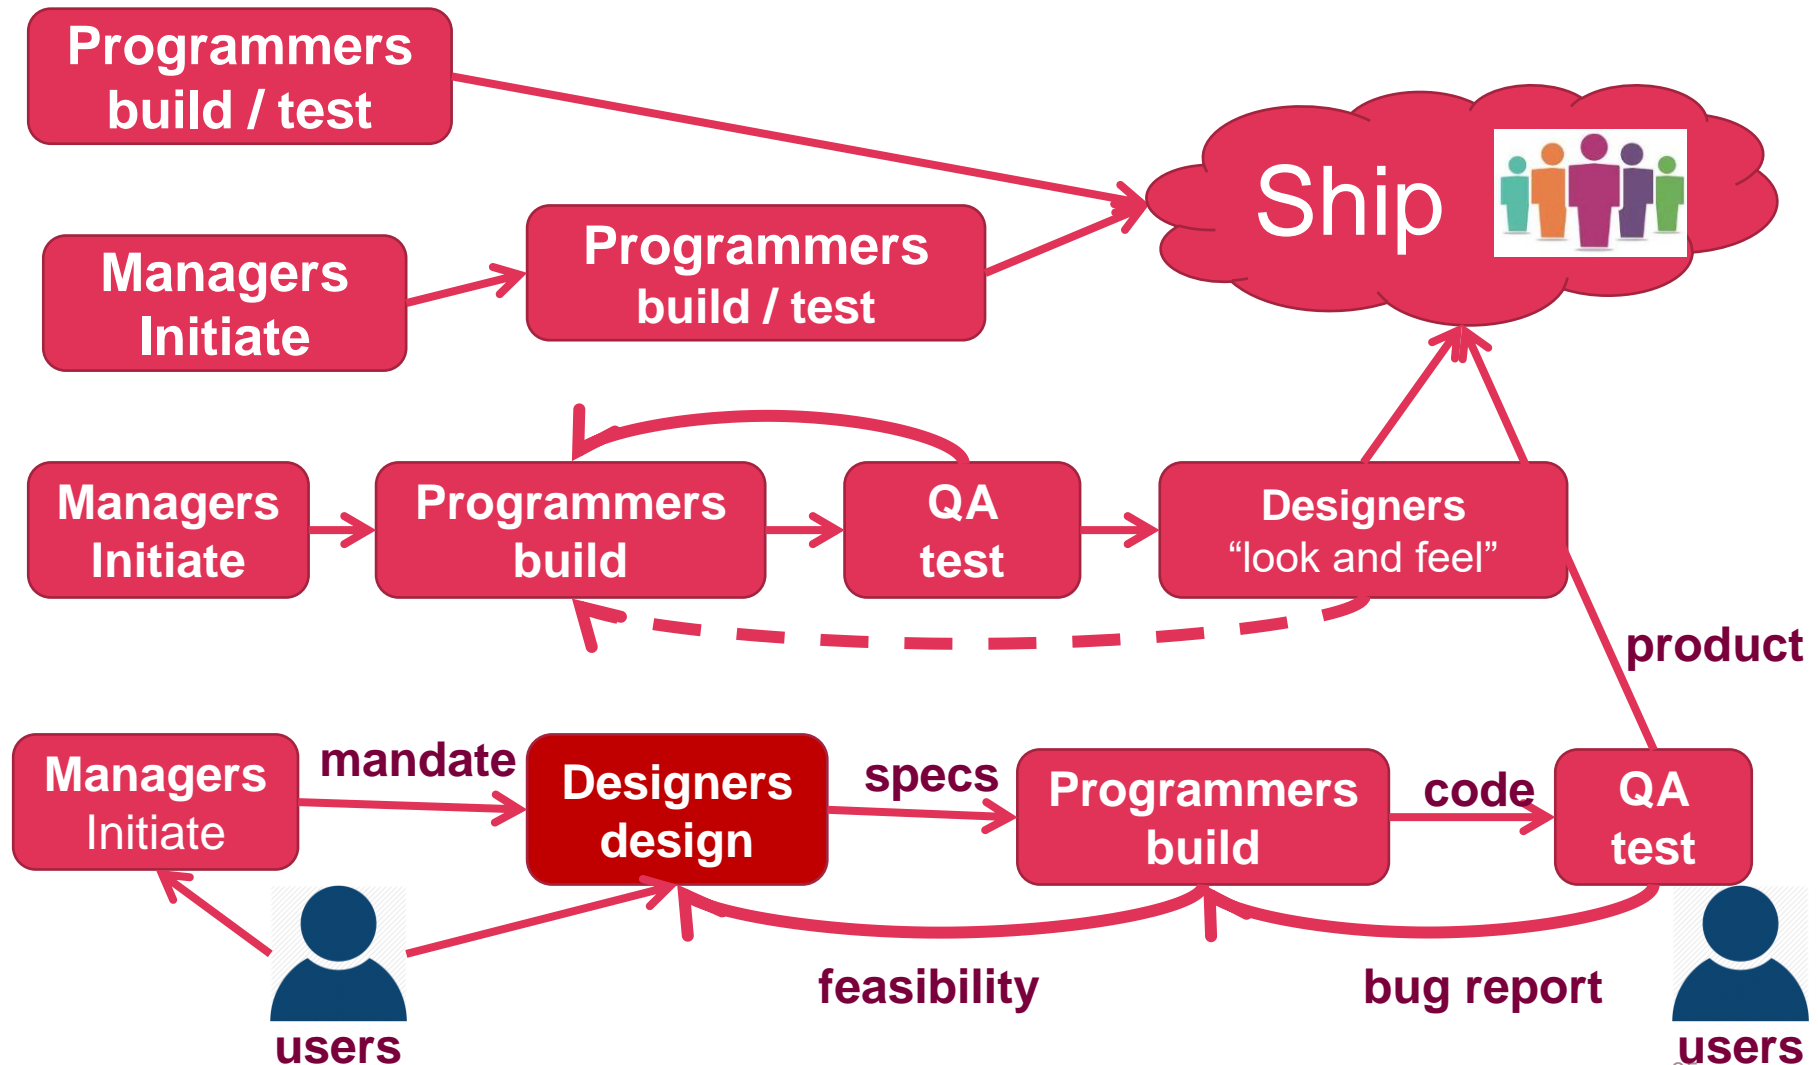 Programmers
build / test
Ship
Managers
Initiate
Programmers
build / test
Managers
Initiate
Programmers
build
QA
test
Designers
“look and feel”
product
Managers
Initiate
mandate
Designers
design
specs
Programmers
build
code
QA
test
feasibility
bug report
users
users